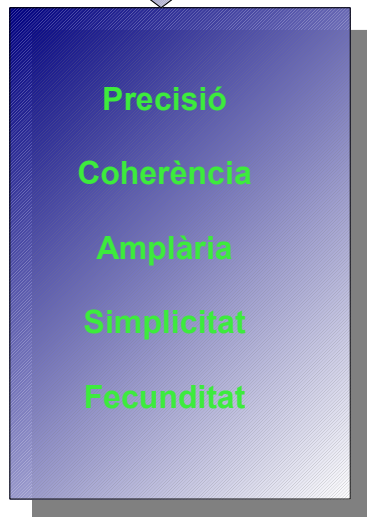 Precisió
Coherència
Amplària
Simplicitat
Fecunditat